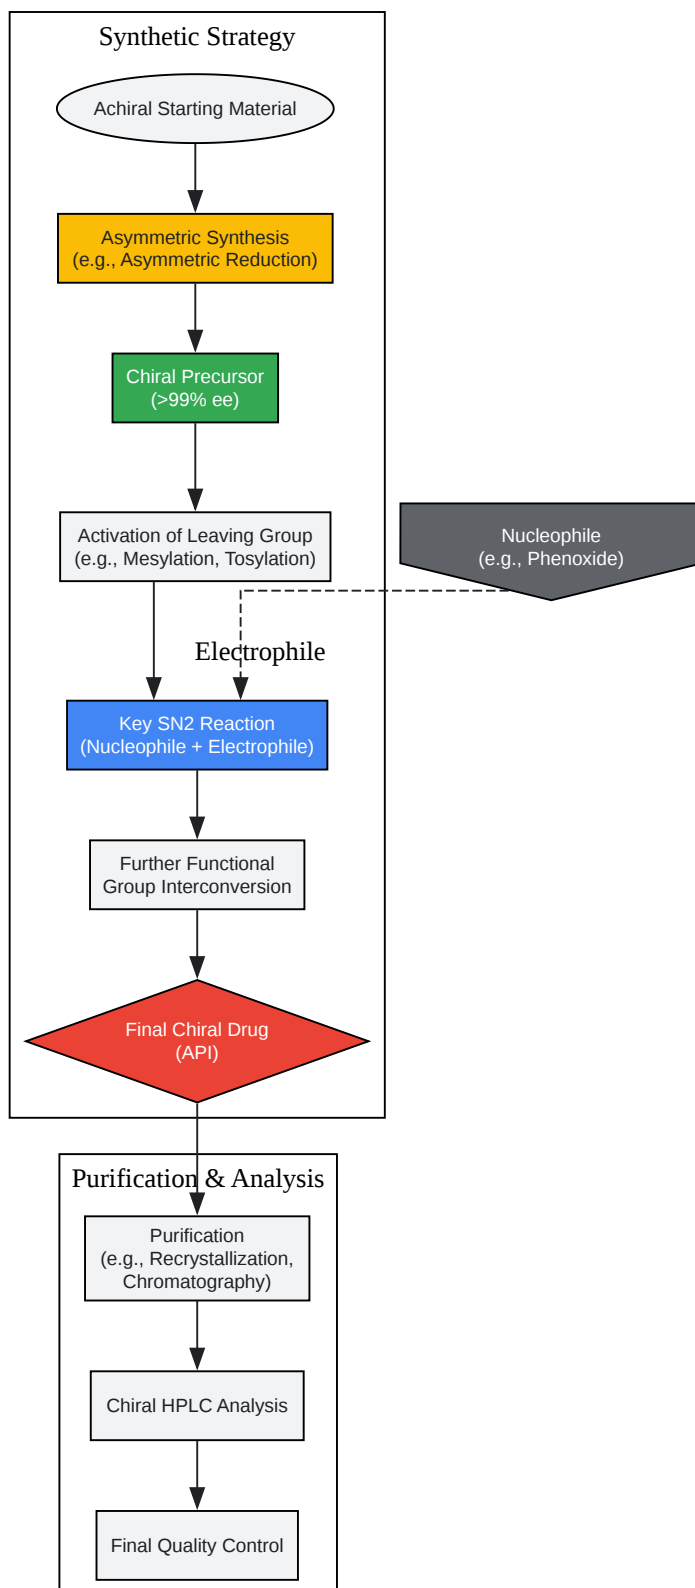 Synthetic Strategy
Achiral Starting Material
Asymmetric Synthesis
(e.g., Asymmetric Reduction)
Chiral Precursor
(>99% ee)
Activation of Leaving Group
(e.g., Mesylation, Tosylation)
Nucleophile
(e.g., Phenoxide)
Electrophile
Key SN2 Reaction
(Nucleophile + Electrophile)
Further Functional
Group Interconversion
Final Chiral Drug
(API)
Purification & Analysis
Purification
(e.g., Recrystallization,
Chromatography)
Chiral HPLC Analysis
Final Quality Control